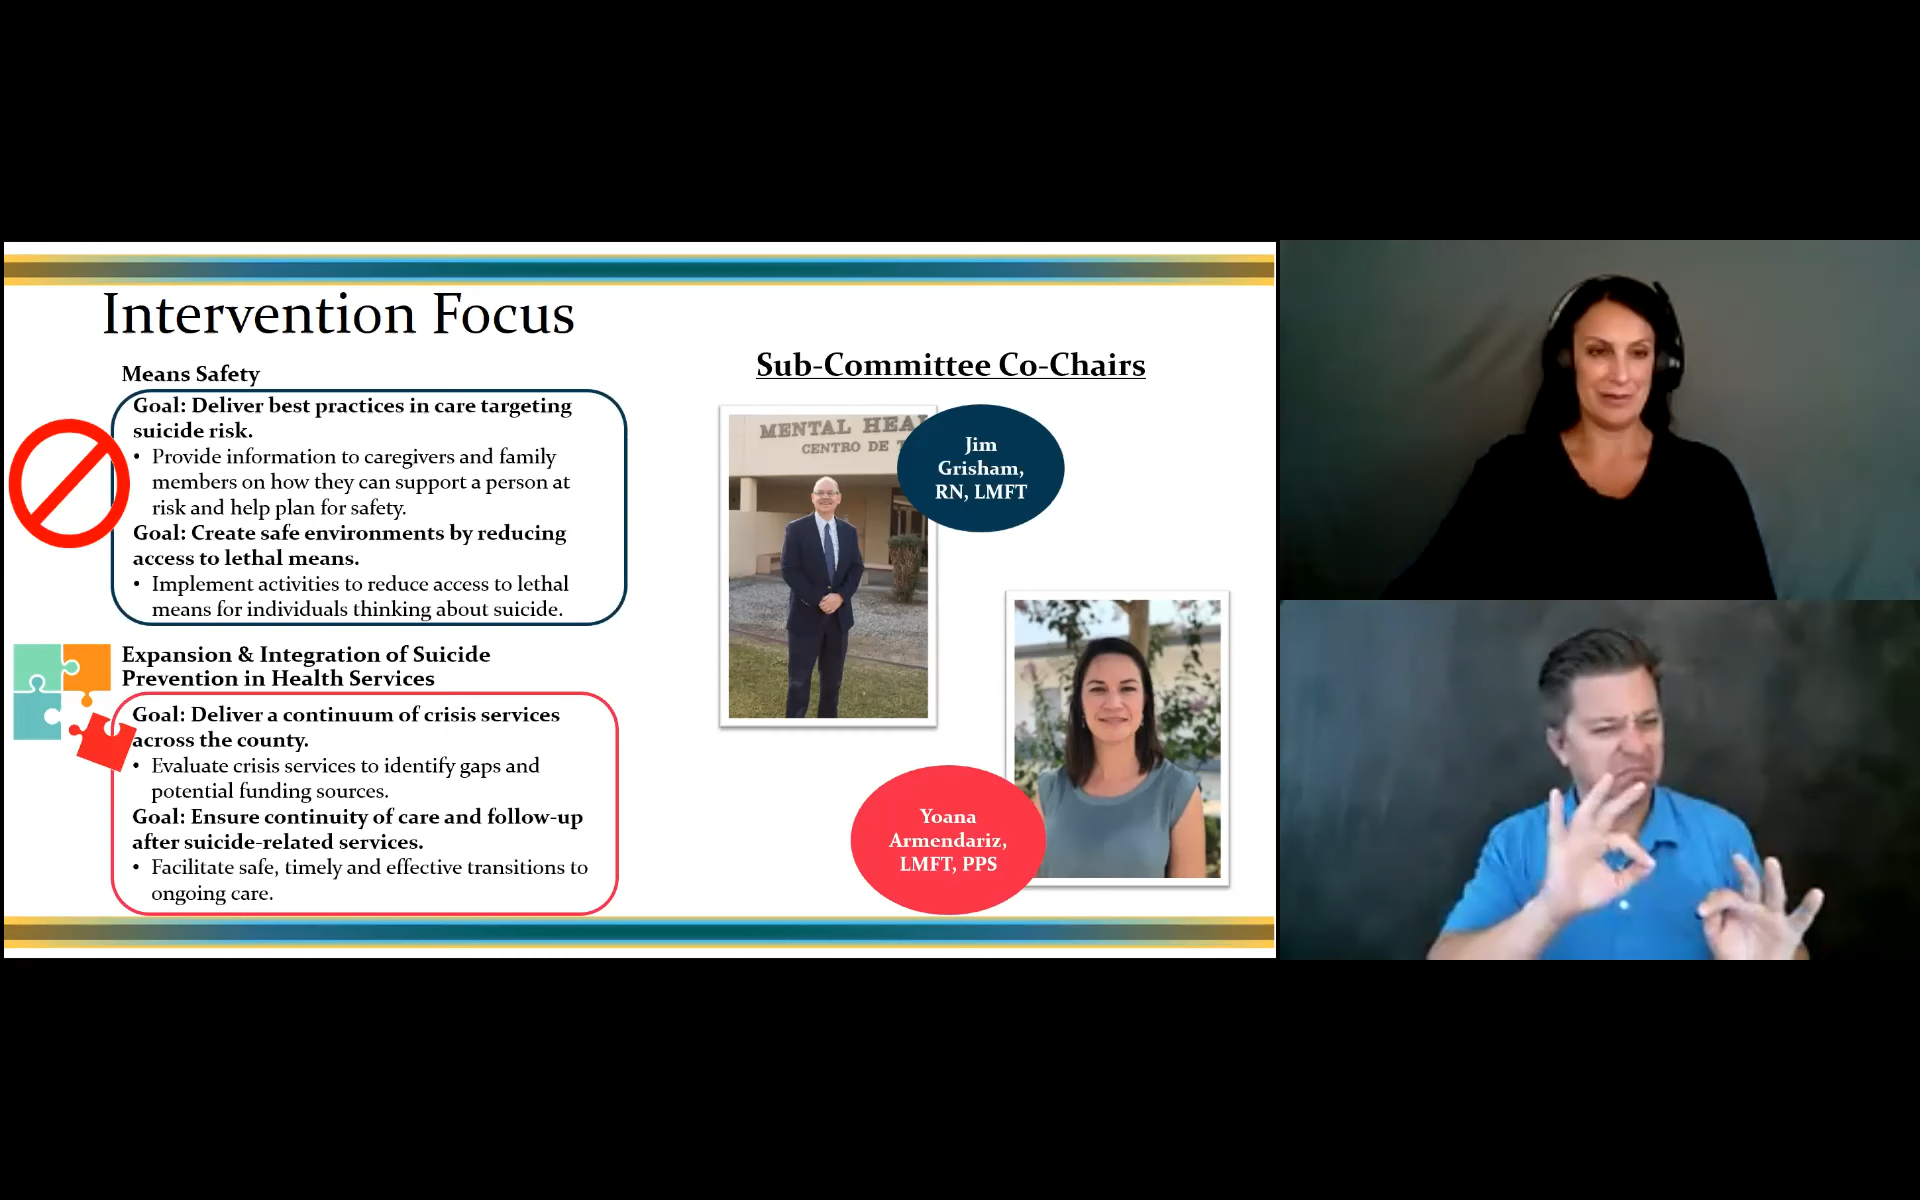 Intervention Focus
Means Safety
Goal: Deliver best practices in care targeting
suicide risk.
• Provide information to caregivers and family
members on how they can support a person at
risk and help plan for safety.
Goal: Create safe environments by reducing
access to lethal means.
• Implement activities to reduce access to lethal
means for individuals thinking about suicide.
Expansion & Integration of Suicide
Prevention in Health Services
Goal: Deliver a continuum of crisis services
across the county.
• Evaluate crisis services to identify gaps and
potential funding sources.
Goal: Ensure continuity of care and follow-up
after suicide-related services.
• Facilitate safe, timely and effective transitions to
ongoing care.
Sub-Committee Co-Chairs
MENTAL
CENTRO DE
Jim
Grisham,
RN, LMFT
Yoana
Armendariz,
LMFT, PPS